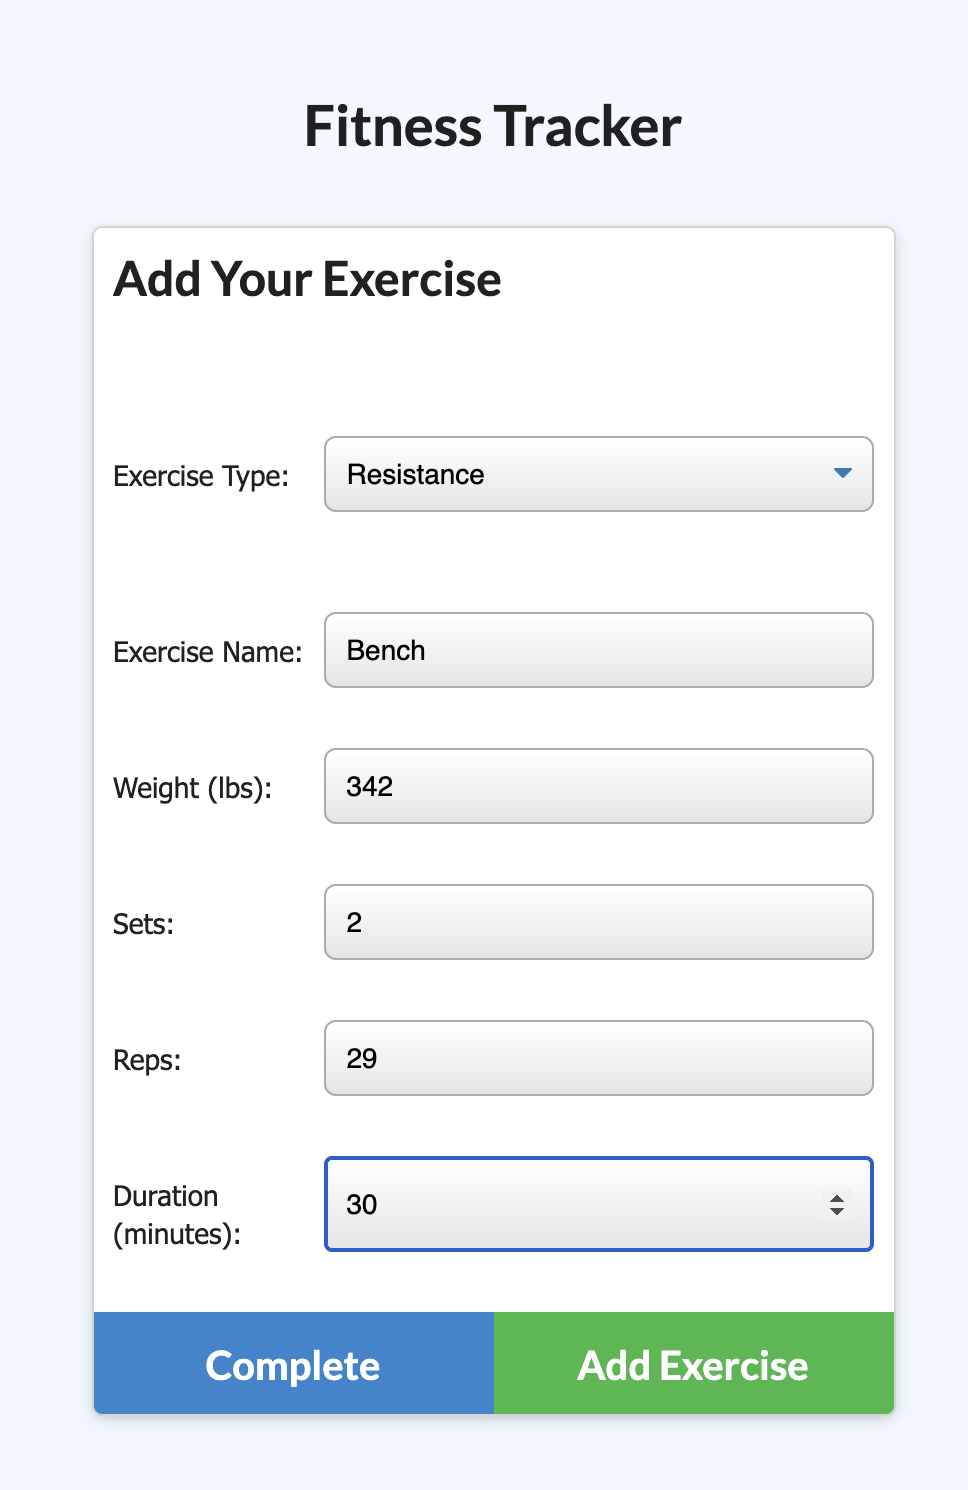 Fitness Tracker
Add Your Exercise
Exercise Type: Resistance
Exercise Name: Bench
Weight (lbs): 342
Sets: 2
Reps: 29
Duration
(minutes): 30
Complete Add Exercise